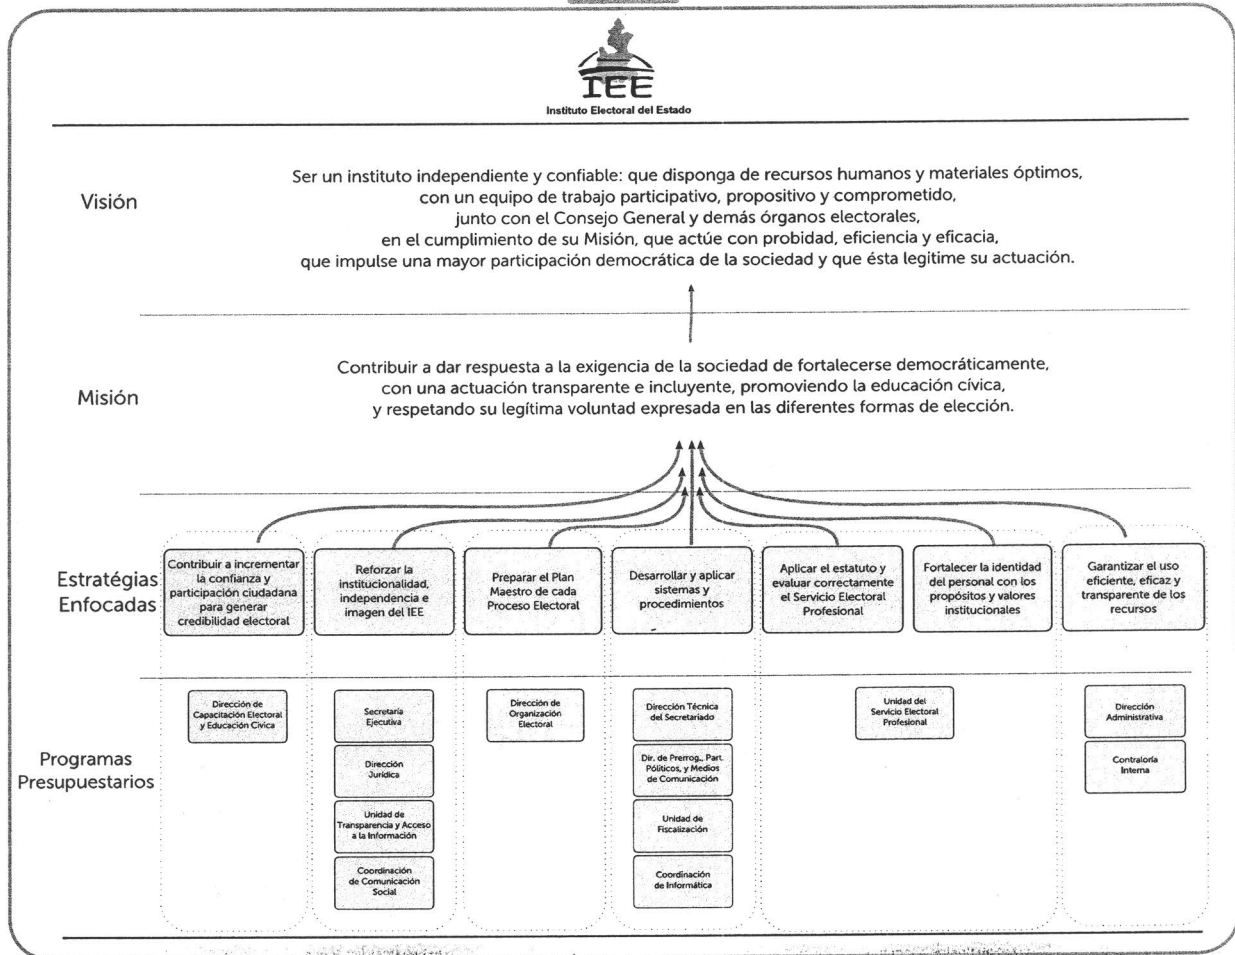 IEE
Instituto Electoral del Estado
Visión
Ser un instituto independiente y confiable: que disponga de recursos humanos y materiales óptimos,
con un equipo de trabajo participativo, propositivo y comprometido,
junto con el Consejo General y demás órganos electorales,
en el cumplimiento de su Misión, que actúe con probidad, eficiencia y eficacia,
que impulse una mayor participación democrática de la sociedad y que ésta legitime su actuación.
Misión
Contribuir a dar respuesta a la exigencia de la sociedad de fortalecerse democráticamente,
con una actuación transparente e incluyente, promoviendo la educación cívica,
y respetando su legítima voluntad expresada en las diferentes formas de elección.
Estratégias
Enfocadas
Contribuir a incrementar
la confianza y
participación ciudadana
para generar
credibilidad electoral
Reforzar la
institucionalidad,
independencia e
imagen del IEE
Preparar el Plan
Maestro de cada
Proceso Electoral
Desarrollar y aplicar
sistemas y
procedimientos
Aplicar el estatuto y
evaluar correctamente
el Servicio Electoral
Profesional
Fortalecer la identidad
del personal con los
propósitos y valores
institucionales
Garantizar el uso
eficiente, eficaz y
transparente de los
recursos
Programas
Presupuestarios
Dirección de
Capacitación Electoral
y Educación Cívica
Secretaría
Ejecutiva
Dirección
Jurídica
Unidad de
Transparencia y Acceso
a la Información
Coordinación
de Comunicación
Social
Dirección de
Organización
Electoral
Dirección Técnica
del Secretariado
Dir. de Prerrog., Part.
Póliticos, y Medios
de Comunicación
Unidad de
Fiscalización
Coordinación
de Informática
Unidad del
Servicio Electoral
Profesional
Dirección
Administrativa
Contraloría
Interna